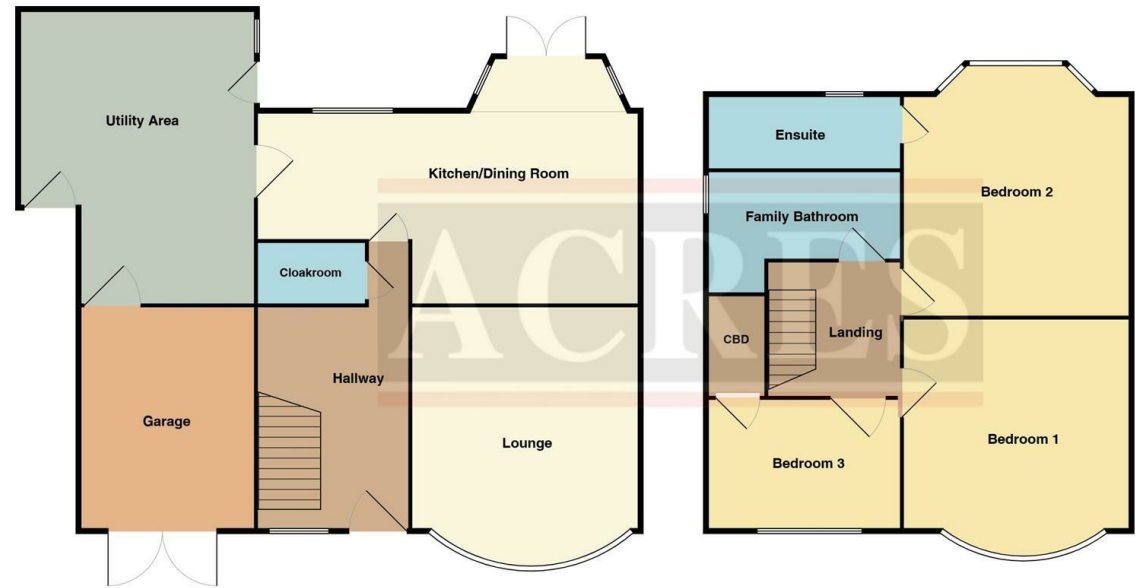 Utility Area
Kitchen/Dining Room
Cloakroom
Hallway
Garage
Lounge
Ensuite
Family Bathroom
Bedroom 2
CBD
Landing
Bedroom 3
Bedroom 1
ACRES